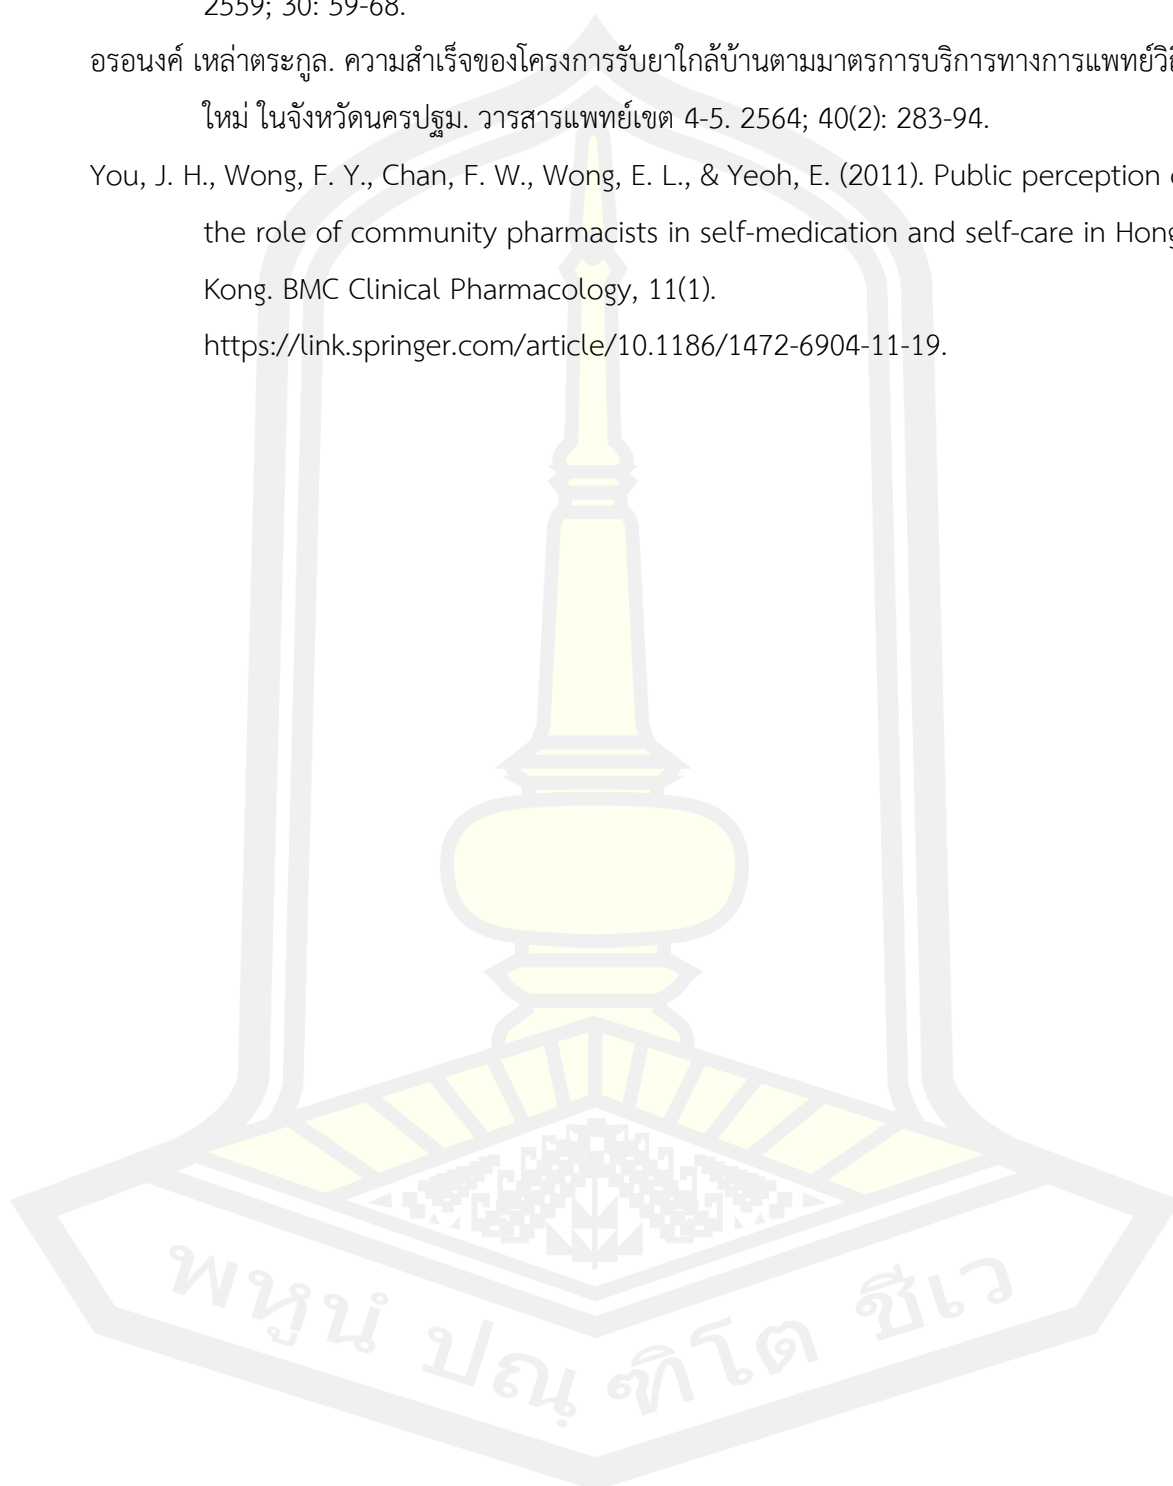 2559; 30: 59-68.
อรอนงค์ เหล่าตระกูล. ความสำเร็จของโครงการรับยาใกล้บ้านตามมาตรการบริการทางการแพทย์วิถี
ใหม่ ในจังหวัดนครปฐม. วารสารแพทย์เขต 4-5. 2564; 40(2): 283-94.
You, J. H., Wong, F. Y., Chan, F. W., Wong, E. L., & Yeoh, E. (2011). Public perception
the role of community pharmacists in self-medication and self-care in Hong
Kong. BMC Clinical Pharmacology, 11(1).
https://link.springer.com/article/10.1186/1472-6904-11-19.
พหูนํ ปณฺฑิโต ชีเว